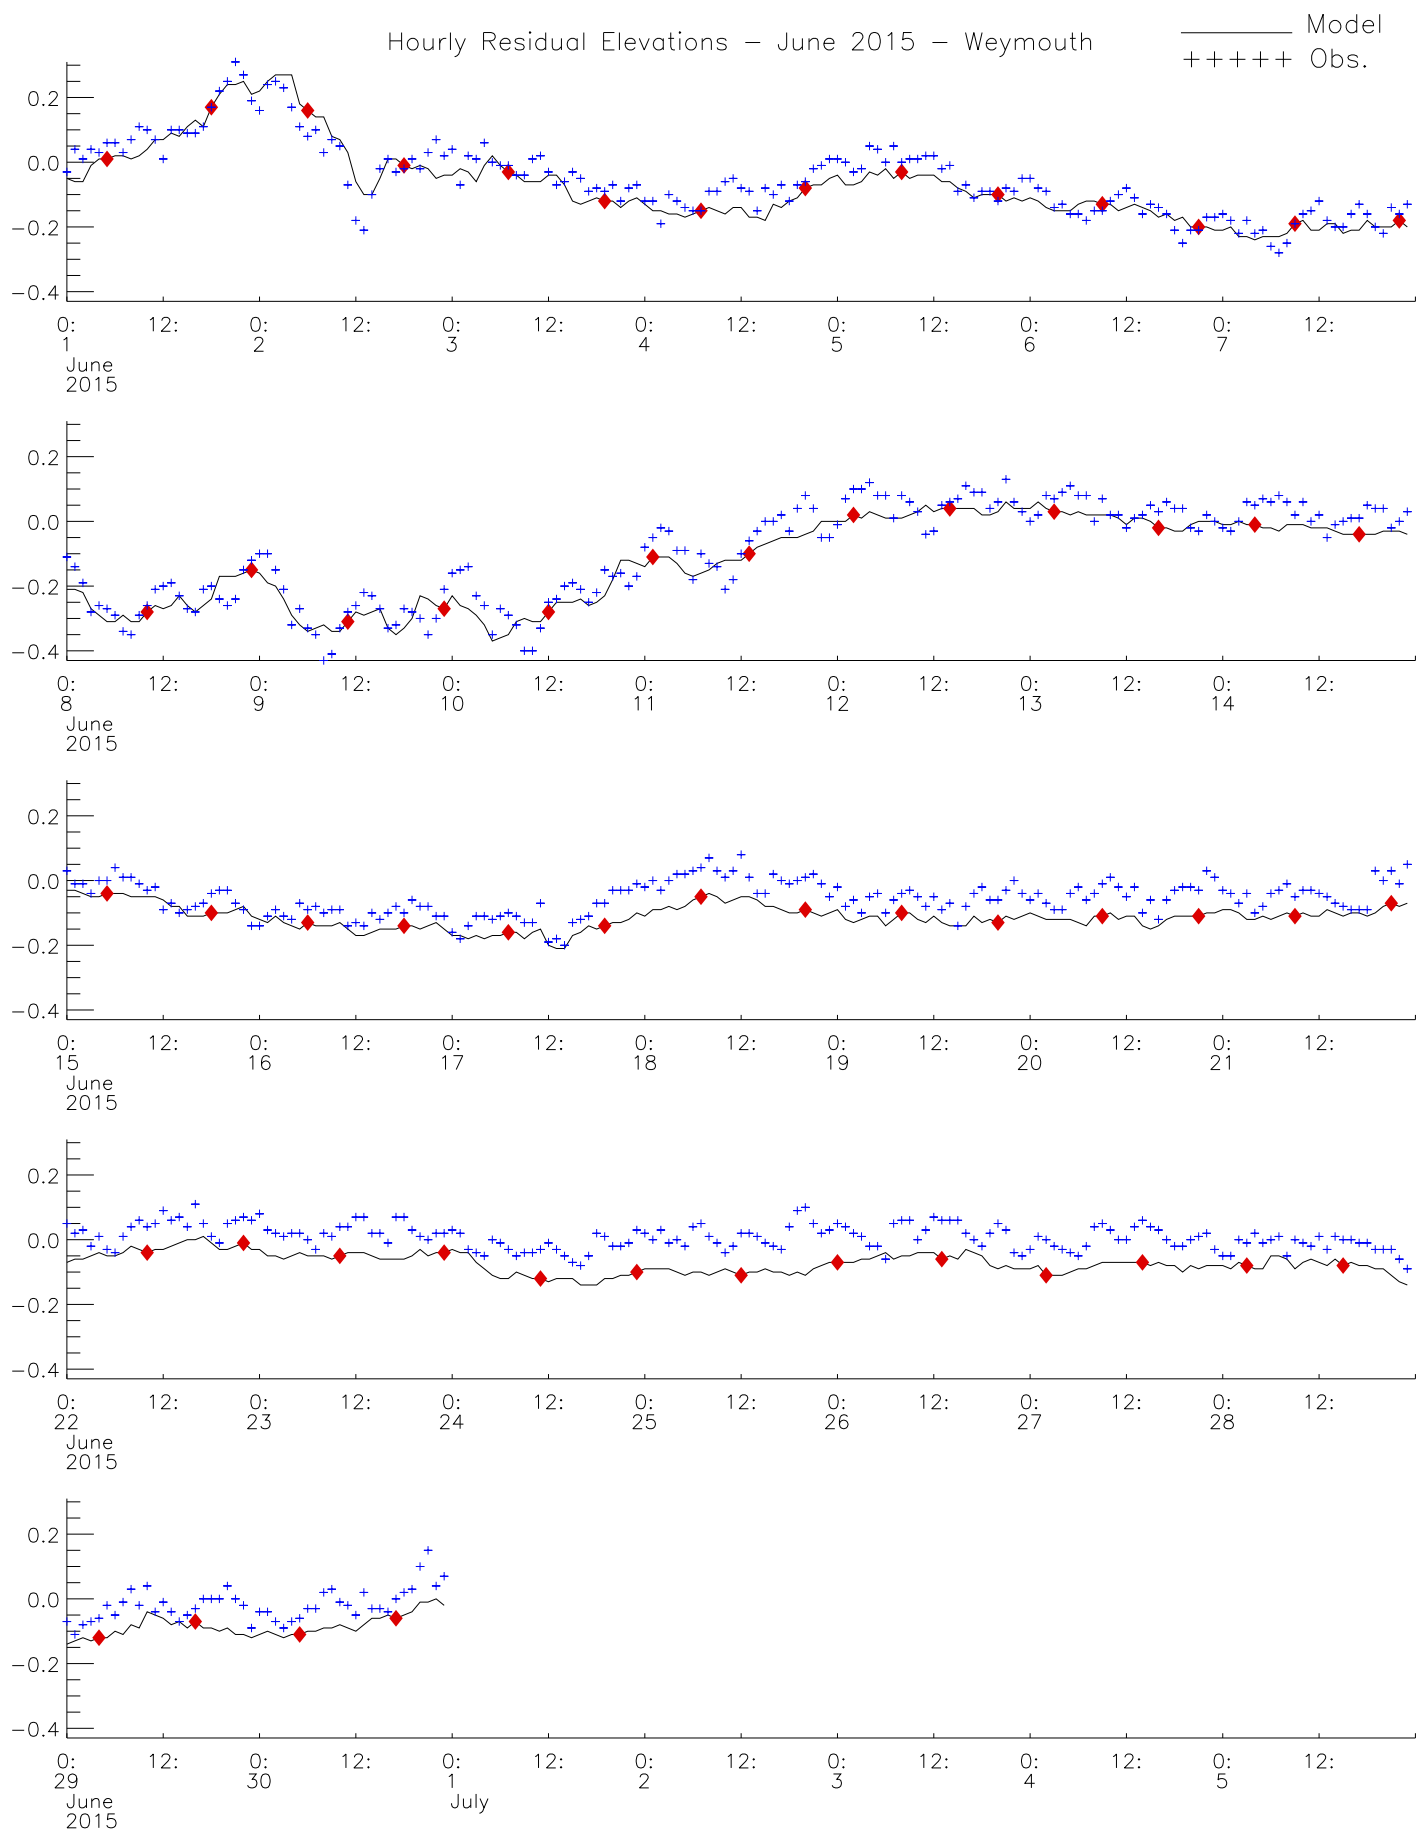 Hourly Residual Elevations – June 2015 – Weymouth
Model
+++++ Obs.
0.2
0.0
−0.2
−0.4
0: 12: 0: 12: 0: 12: 0: 12: 0: 12: 0: 12: 0: 12:
1 2 3 4 5 6 7
June
2015
0.2
0.0
−0.2
−0.4
0: 12: 0: 12: 0: 12: 0: 12: 0: 12: 0: 12: 0: 12:
8 9 10 11 12 13 14
June
2015
0.2
0.0
−0.2
−0.4
0: 12: 0: 12: 0: 12: 0: 12: 0: 12: 0: 12: 0: 12:
15 16 17 18 19 20 21
June
2015
0.2
0.0
−0.2
−0.4
0: 12: 0: 12: 0: 12: 0: 12: 0: 12: 0: 12: 0: 12:
22 23 24 25 26 27 28
June
2015
0.2
0.0
−0.2
−0.4
0: 12: 0: 12: 0: 12: 0: 12: 0: 12: 0: 12: 0: 12:
29 30 1 2 3 4 5
June July
2015